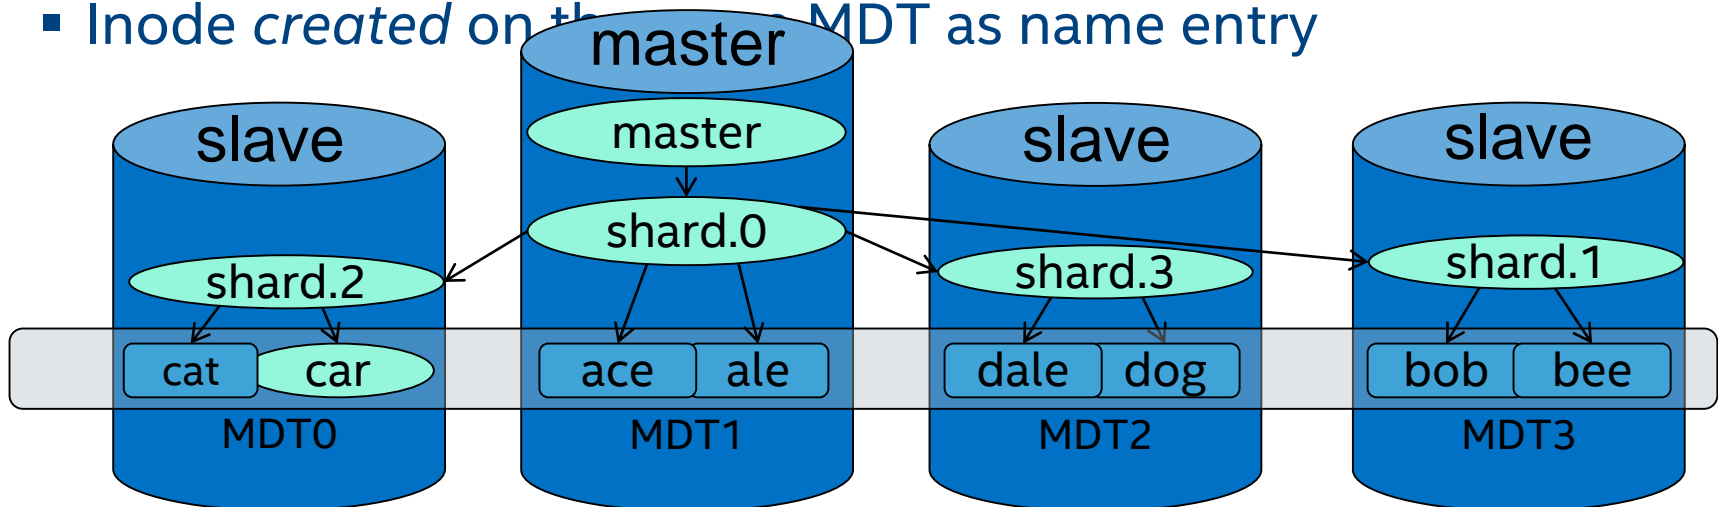 ▪ Inode created on th MDT as name entry
master
slave
slave
slave
master
shard.0
shard.2
shard.3
shard.1
cat car ace ale dale dog bob bee
MDT0 MDT1 MDT2 MDT3